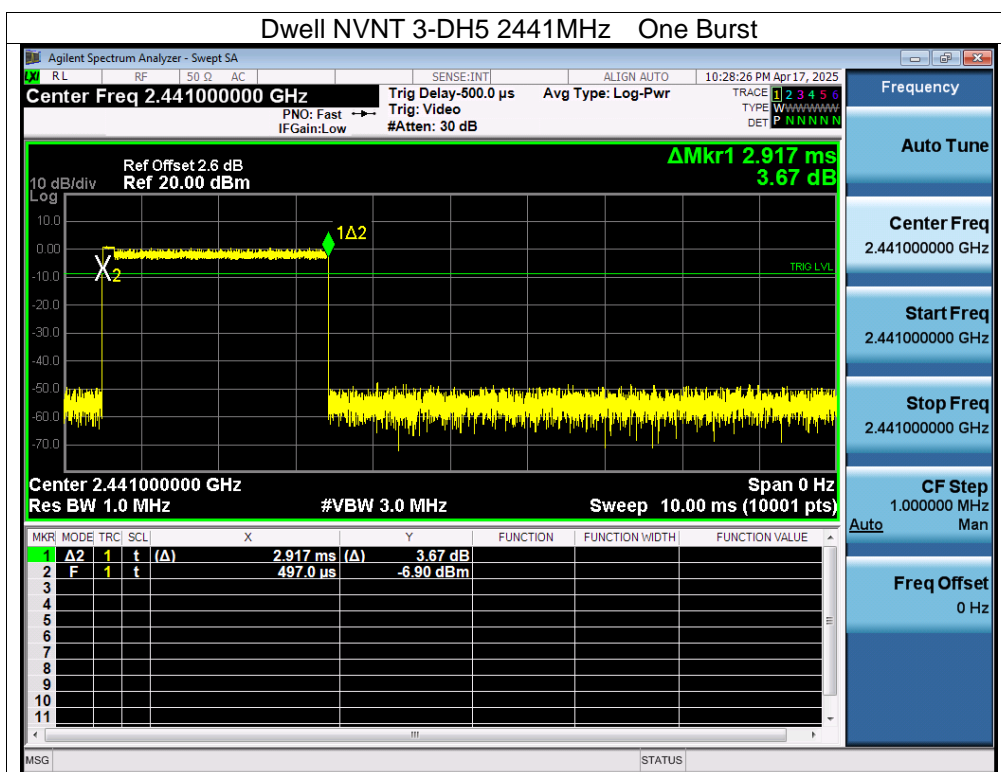 Dwell NVNT 3-DH5 2441MHz One Burst
Agilent Spectrum Analyzer - Swept SA
LXI RL RF 50 Ω AC SENSE:INT ALIGN AUTO 10:28:26 PM Apr 17, 2025
Center Freq 2.441000000 GHz
PNO: Fast
IFGain:Low
Trig Delay-500.0 µs
Trig: Video
#Atten: 30 dB
Avg Type: Log-Pwr
TRACE 1 2 3 4 5 6
TYPE WWWWWW
DET P N N N N N
Ref Offset 2.6 dB
10 dB/div Ref 20.00 dBm
Log
ΔMkr1 2.917 ms
3.67 dB
10.0
0.00
-10.0
-20.0
-30.0
-40.0
-50.0
-60.0
-70.0
1Δ2
2
TRIG LVL
Center 2.441000000 GHz Span 0 Hz
Res BW 1.0 MHz #VBW 3.0 MHz Sweep 10.00 ms (10001 pts)
MKR MODE TRC SCL X Y FUNCTION FUNCTION WIDTH FUNCTION VALUE
1 Δ2 1 t (Δ) 2.917 ms (Δ) 3.67 dB
2 F 1 t 497.0 µs -6.90 dBm
3
4
5
6
7
8
9
10
11
MSG STATUS
Frequency
Auto Tune
Center Freq
2.441000000 GHz
Start Freq
2.441000000 GHz
Stop Freq
2.441000000 GHz
CF Step
1.000000 MHz
Auto Man
Freq Offset
0 Hz